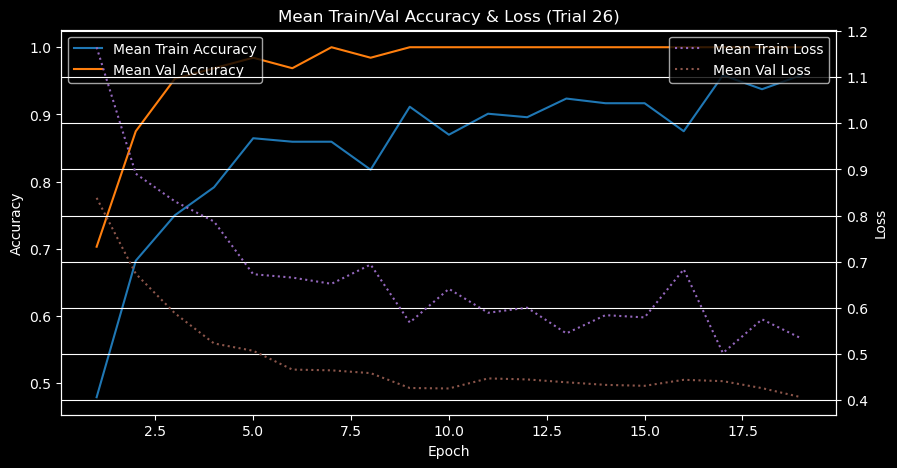 Mean Train/Val Accuracy & Loss (Trial 26)
Mean Train Accuracy
Mean Val Accuracy
Mean Train Loss
Mean Val Loss
1.0
0.9
0.8
0.7
0.6
0.5
Accuracy
1.2
1.1
1.0
0.9
0.8
0.7
0.6
0.5
0.4
Loss
2.5
5.0
7.5
10.0
12.5
15.0
17.5
Epoch